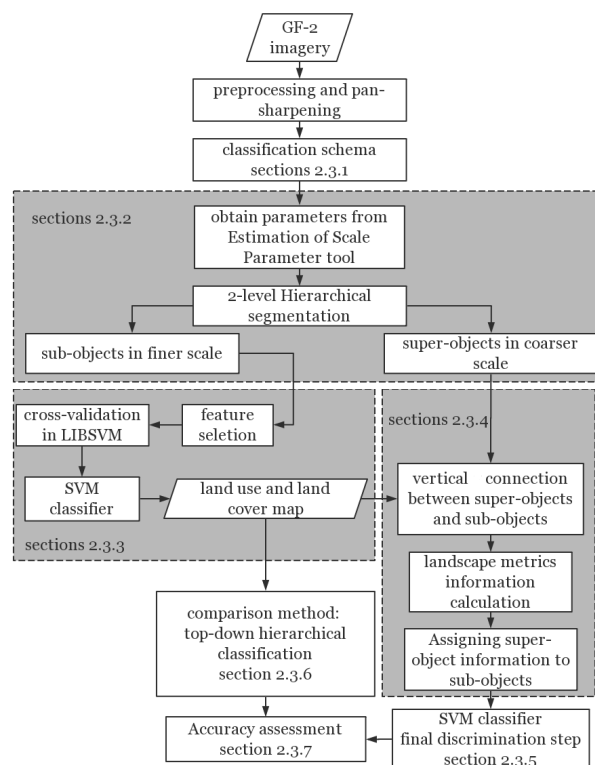 GF-2
imagery
preprocessing and pan-
sharpening
classification schema
sections 2.3.1
sections 2.3.2
obtain parameters from
Estimation of Scale
Parameter tool
2-level Hierarchical
segmentation
sub-objects in finer scale
super-objects in coarser
scale
cross-validation
in LIBSVM
feature
seletion
sections 2.3.4
SVM
classifier
land use and land
cover map
vertical connection
between super-objects
and sub-objects
sections 2.3.3
landscape metrics
information
calculation
comparison method:
top-down hierarchical
classification
section 2.3.6
Assigning super-
object information to
sub-objects
Accuracy assessment
section 2.3.7
SVM classifier
final discrimination step
section 2.3.5